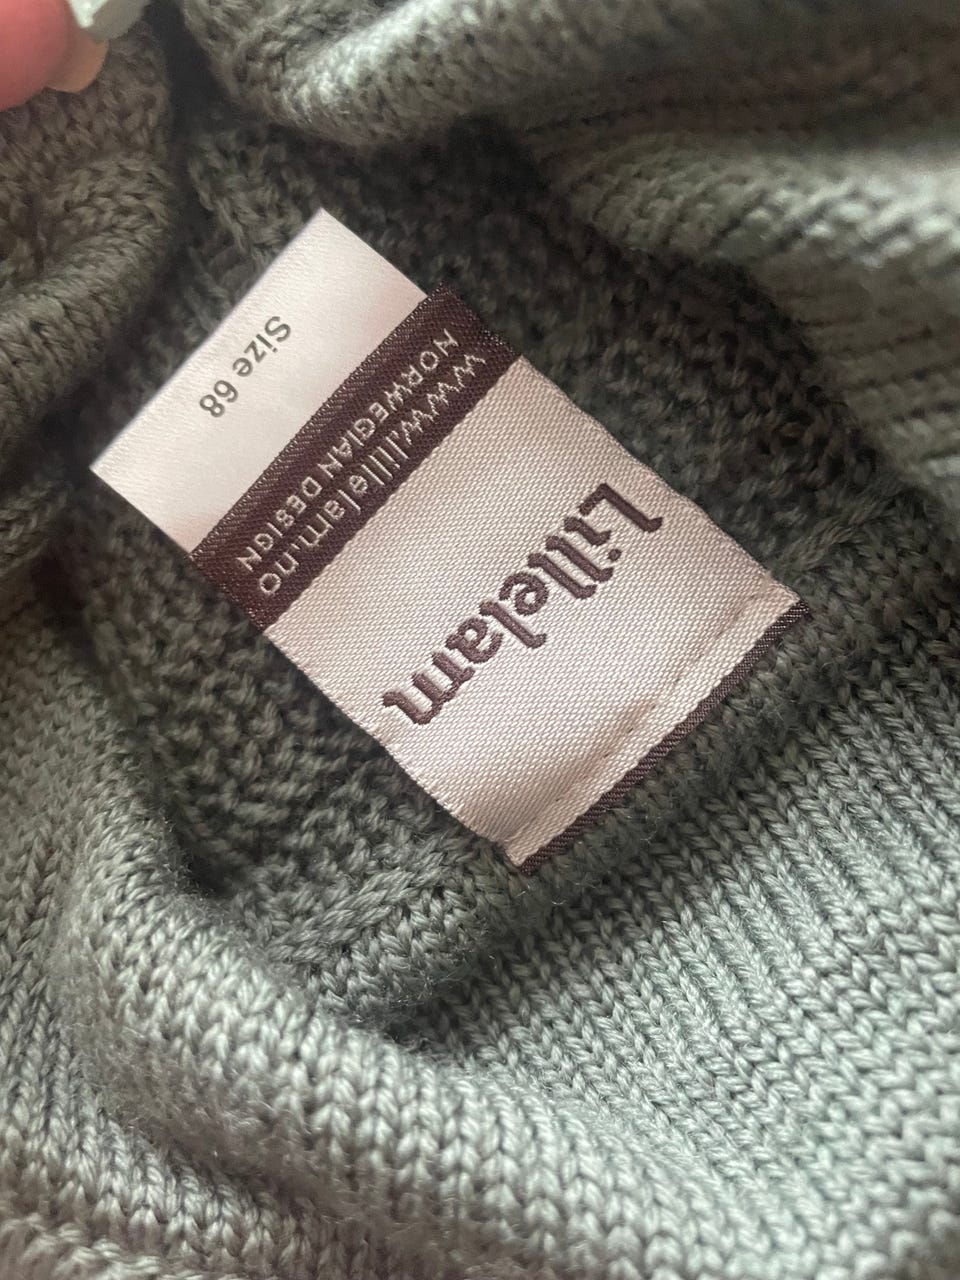 Lillelam
www.lillelam.no
NORWEGIAN DESIGN
Size 68